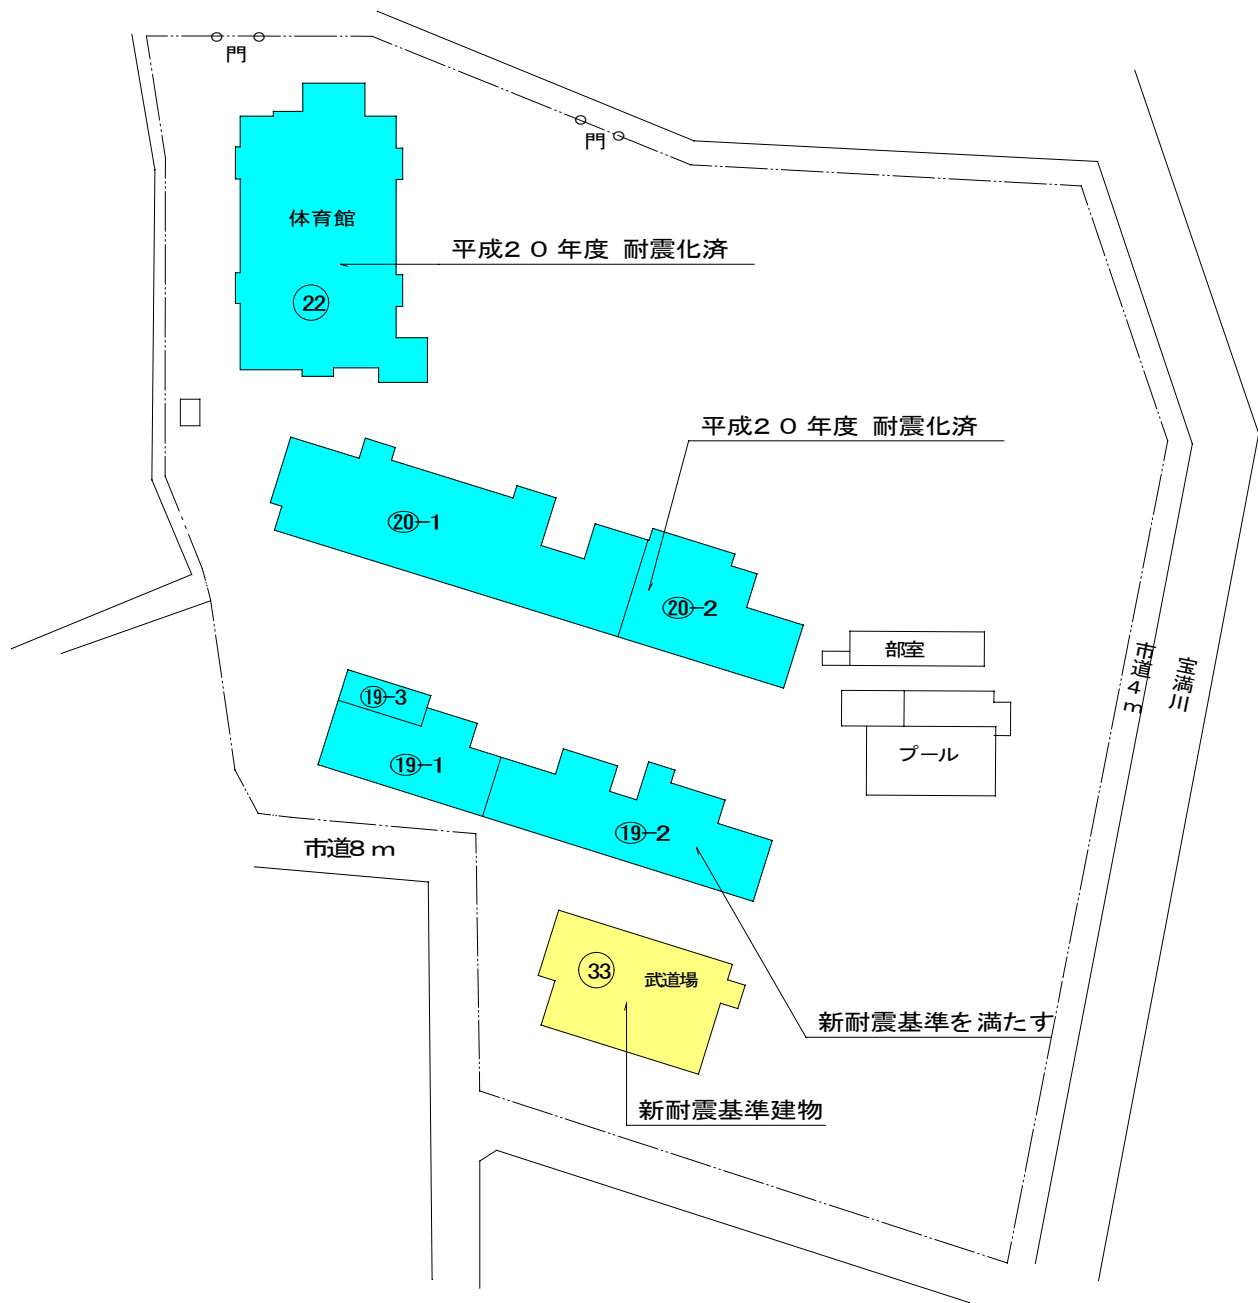 門
門
体育館
平成２０年度 耐震化済
22
平成２０年度 耐震化済
⑳-1
⑳-2
部室
市道4ｍ
宝満川
⑲-3
プール
⑲-1
⑲-2
市道8ｍ
33
武道場
新耐震基準を満たす
新耐震基準建物